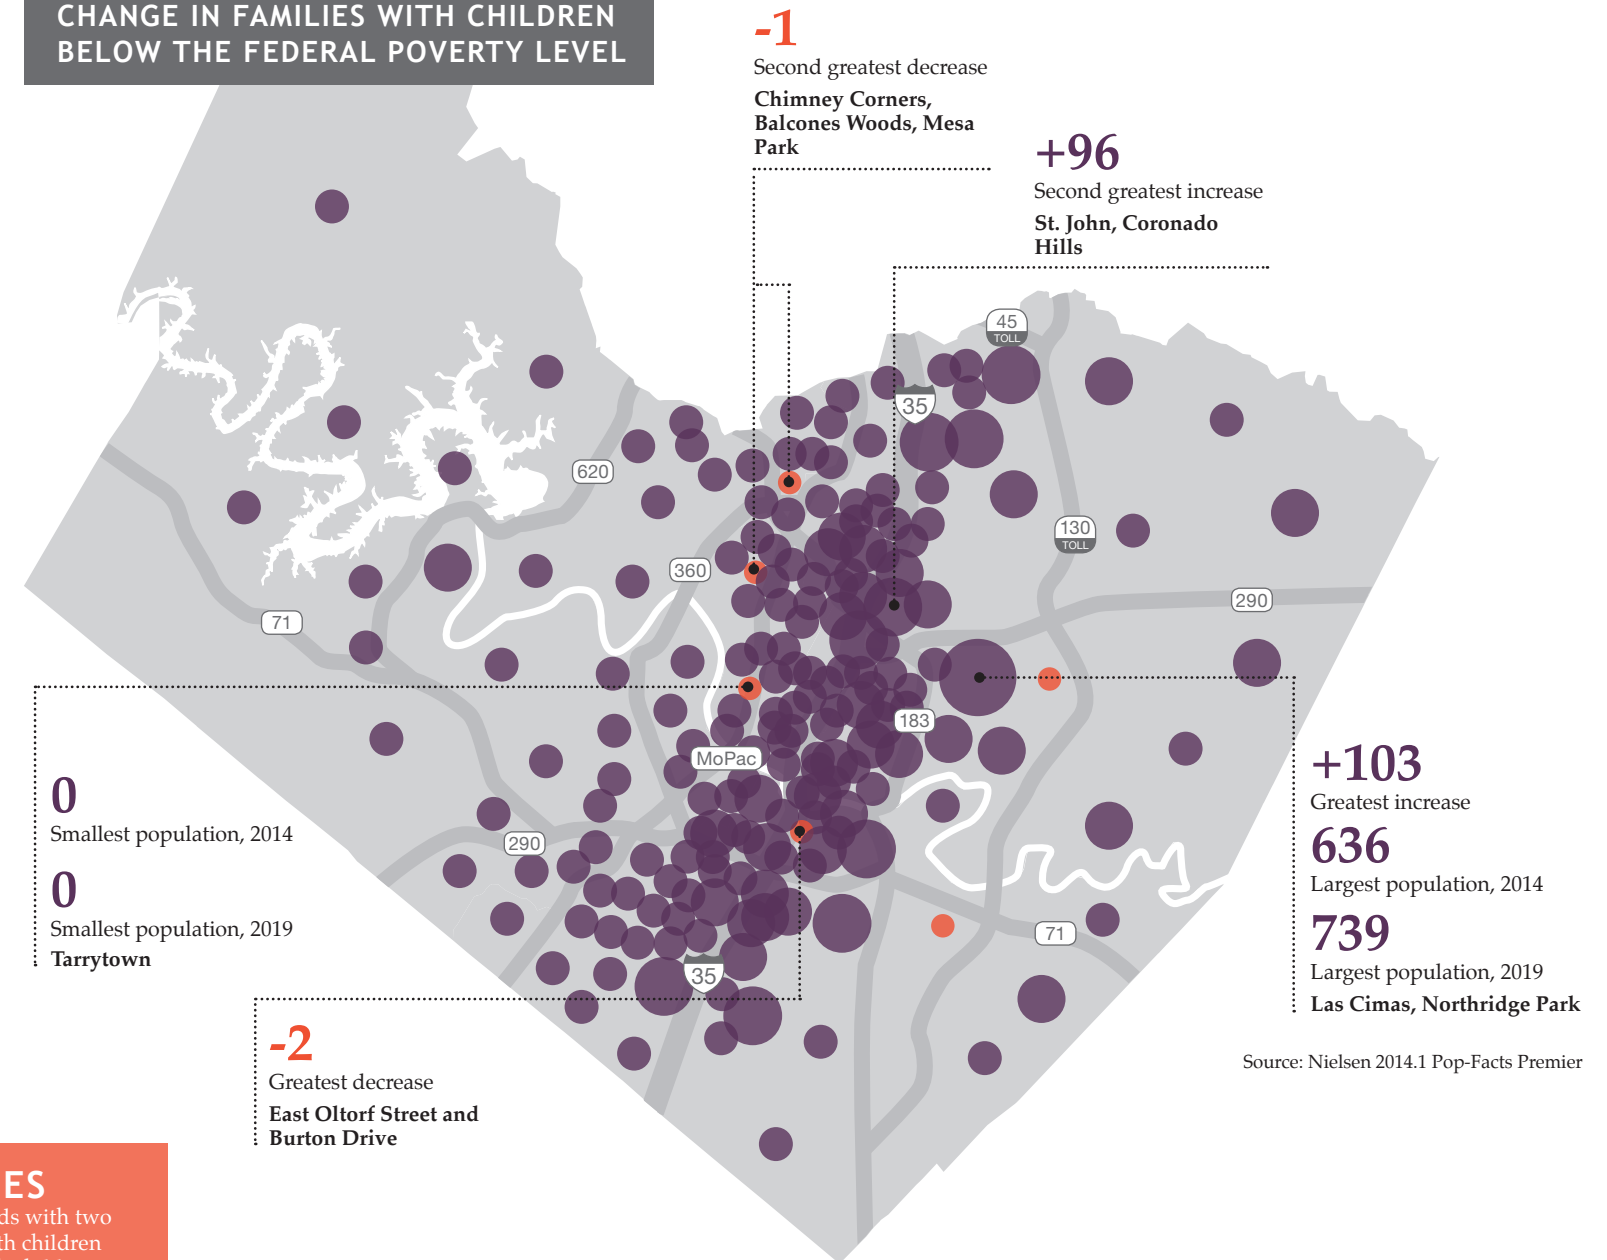 CHANGE IN FAMILIES WITH CHILDREN
BELOW THE FEDERAL POVERTY LEVEL
-1
Second greatest decrease
Chimney Corners,
Balcones Woods, Mesa
Park
+96
Second greatest increase
St. John, Coronado
Hills
45
TOLL
35
620
130
TOLL
360
290
71
183
MoPac
0
Smallest population, 2014
0
Smallest population, 2019
Tarrytown
290
+103
Greatest increase
636
Largest population, 2014
739
Largest population, 2019
Las Cimas, Northridge Park
71
35
-2
Greatest decrease
East Oltorf Street and
Burton Drive
Source: Nielsen 2014.1 Pop-Facts Premier
ES
ds with two
th children